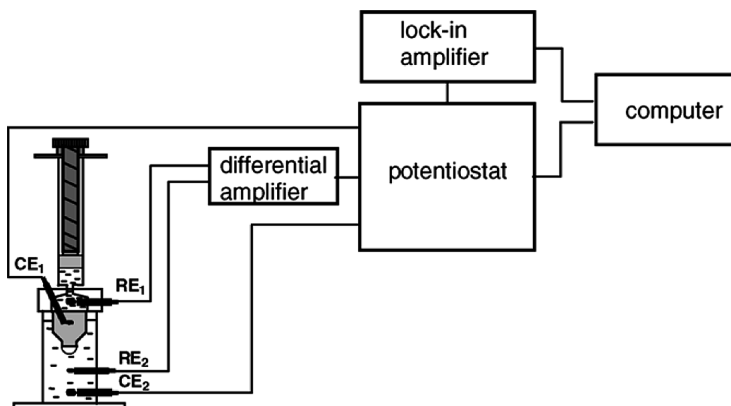 lock-in
amplifier
computer
differential
amplifier
potentiostat
CE1
RE1
RE2
CE2